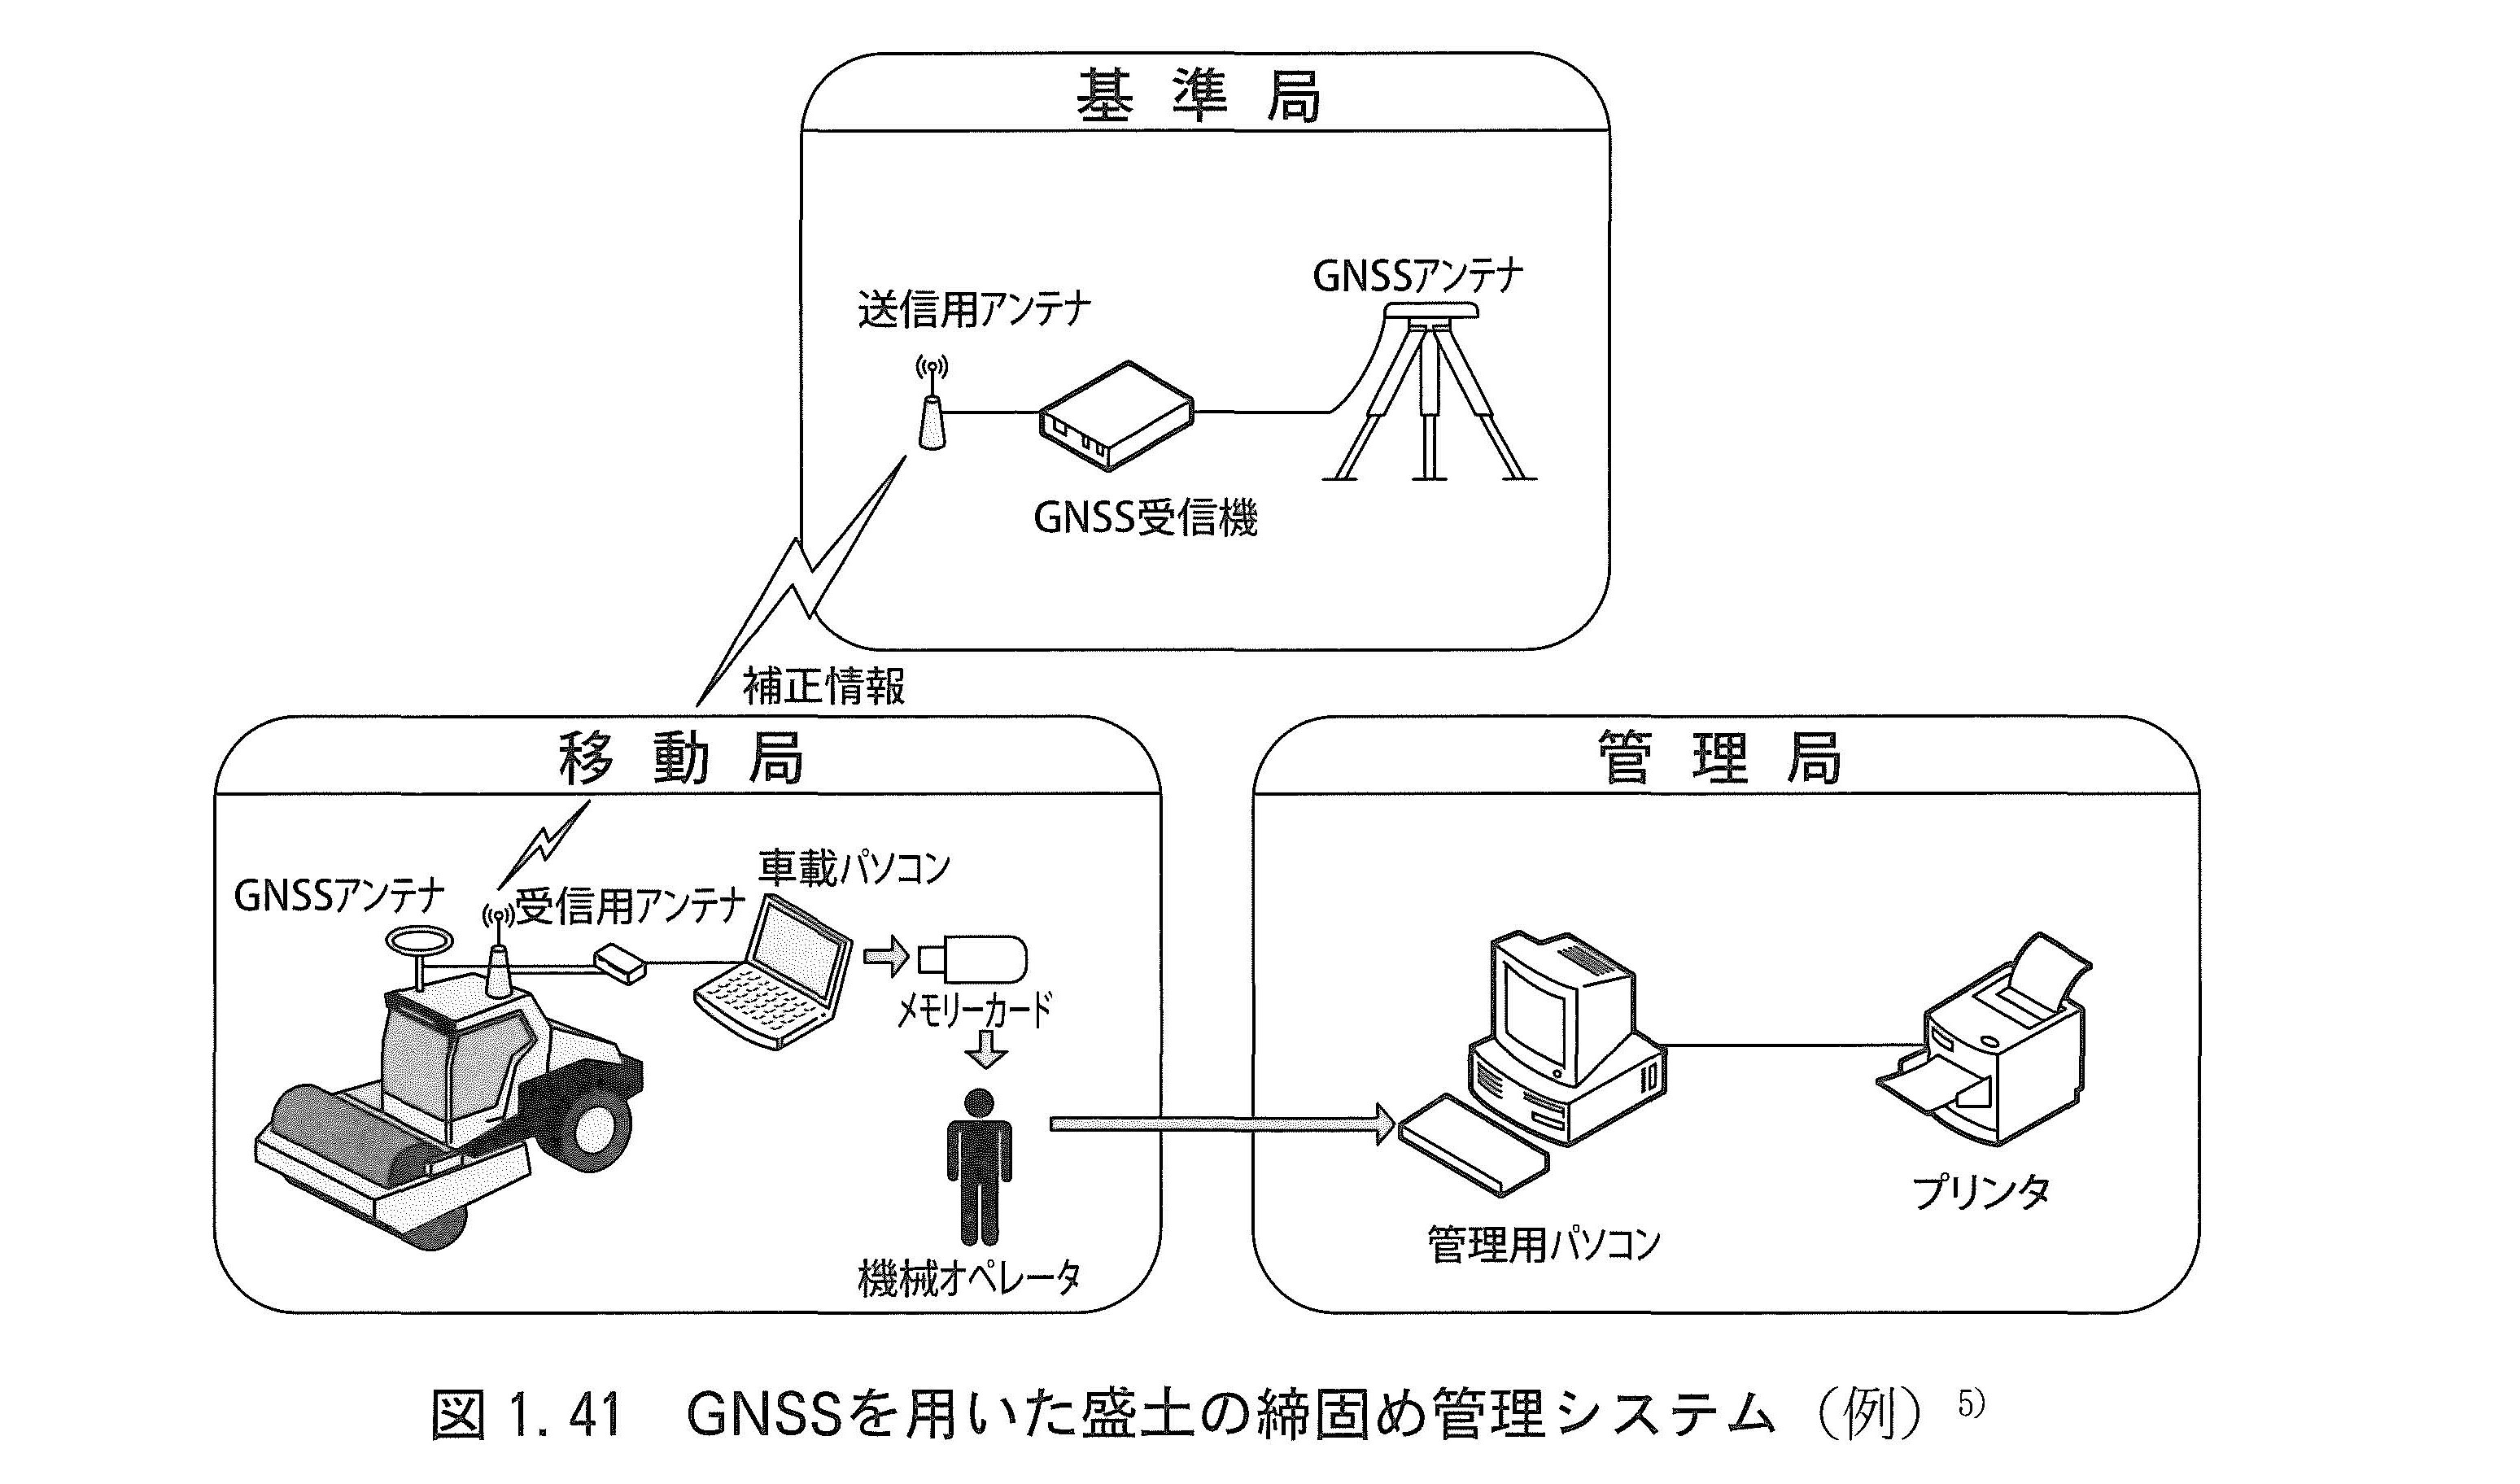 基準局
GNSSアンテナ
送信用アンテナ
GNSS受信機
補正情報
移動局
車載パソコン
GNSSアンテナ
受信用アンテナ
メモリーカード
機械オペレータ
管理局
プリンタ
管理用パソコン
図1.41 GNSSを用いた盛土の締固め管理システム（例）5)